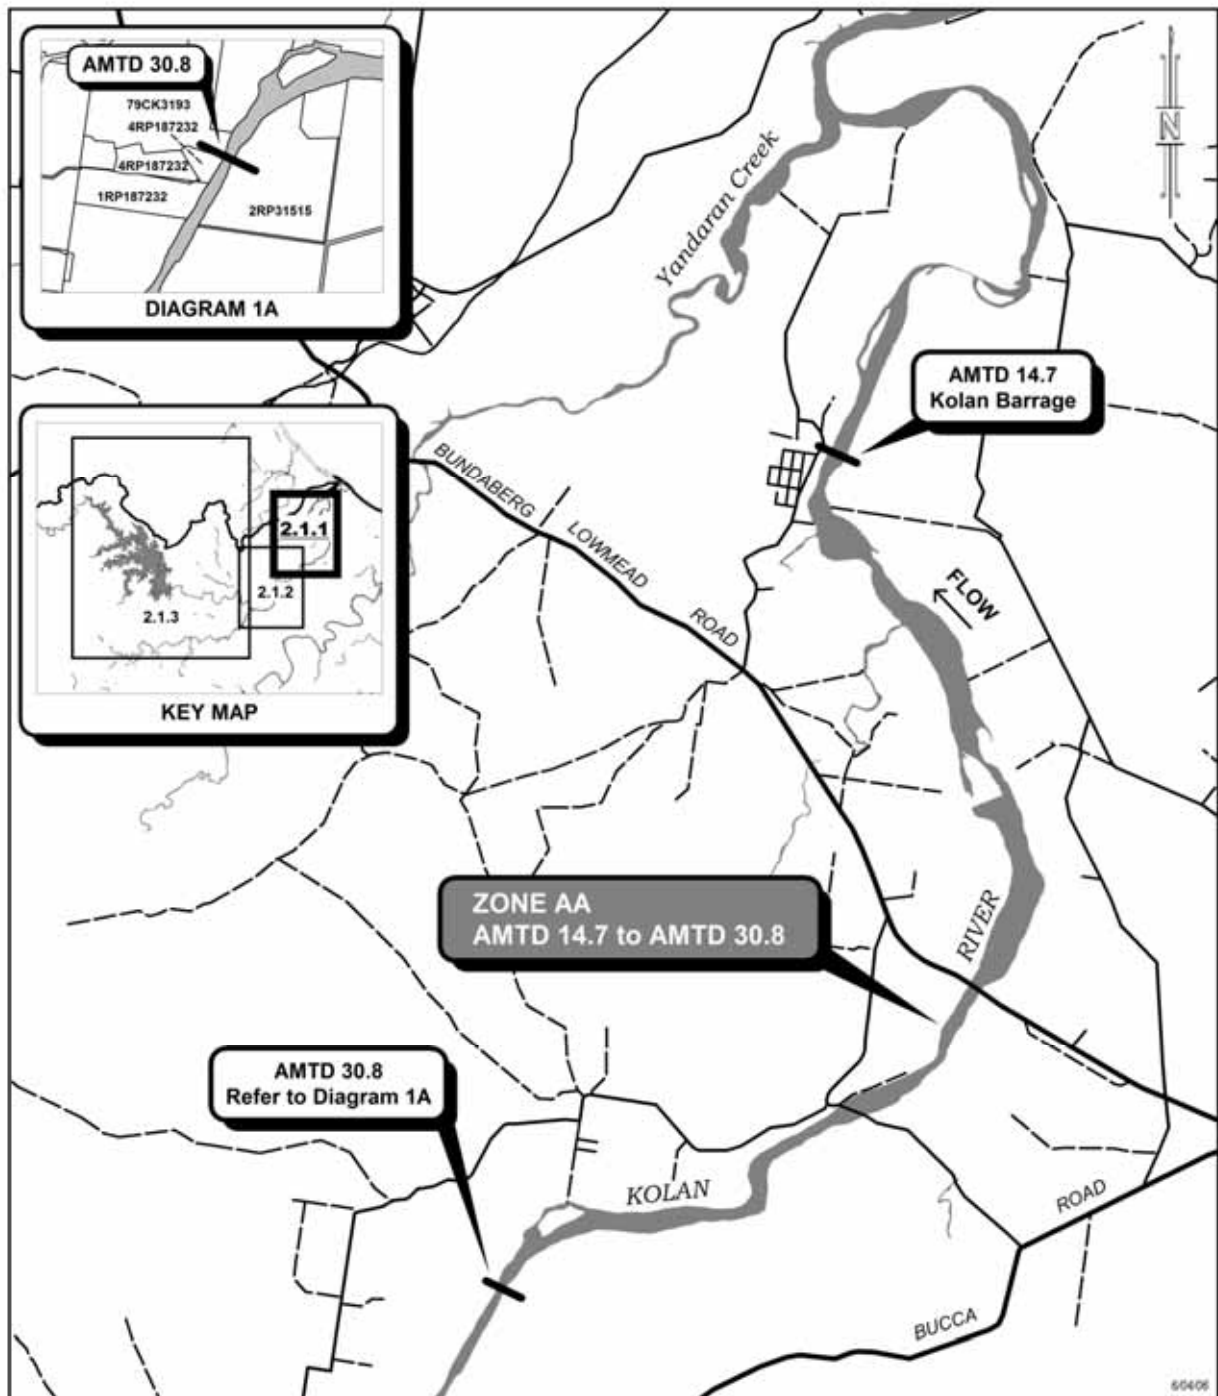 AMTD 30.8
79CK3193
4RP187232
4RP187232
1RP187232
2RP31515
DIAGRAM 1A
N
Yandaran Creek
AMTD 14.7
Kolan Barrage
2.1.1
2.1.2
2.1.3
KEY MAP
BUNDABERG
LOWMEAD
ROAD
FLOW
ZONE AA
AMTD 14.7 to AMTD 30.8
RIVER
AMTD 30.8
Refer to Diagram 1A
KOLAN
ROAD
BUCCA